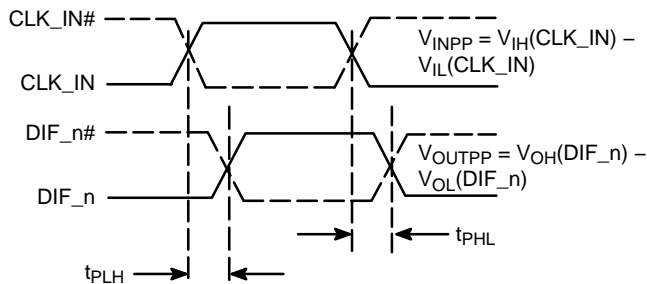 CLK_IN#
CLK_IN
V_INPP = V_IH(CLK_IN) –
V_IL(CLK_IN)
DIF_n#
DIF_n
V_OUTPP = V_OH(DIF_n) –
V_OL(DIF_n)
t_PHL
t_PLH